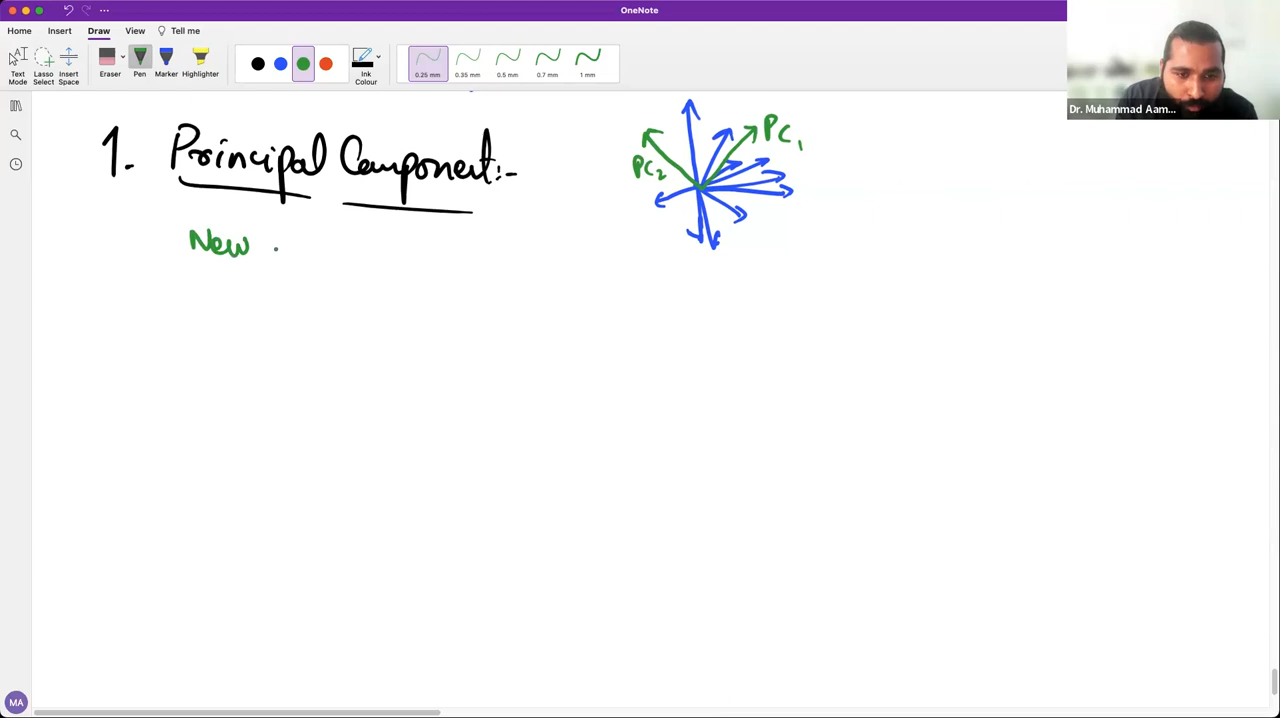 OneNote
Home Insert Draw View Tell me
Text Mode
Lasso Select
Insert Space
Eraser
Pen
Marker
Highlighter
Ink Colour
0.25 mm
0.35 mm
0.5 mm
0.7 mm
1 mm
Dr. Muhammad Aam...
1. Principal Component:-
PC1
PC2
New
MA